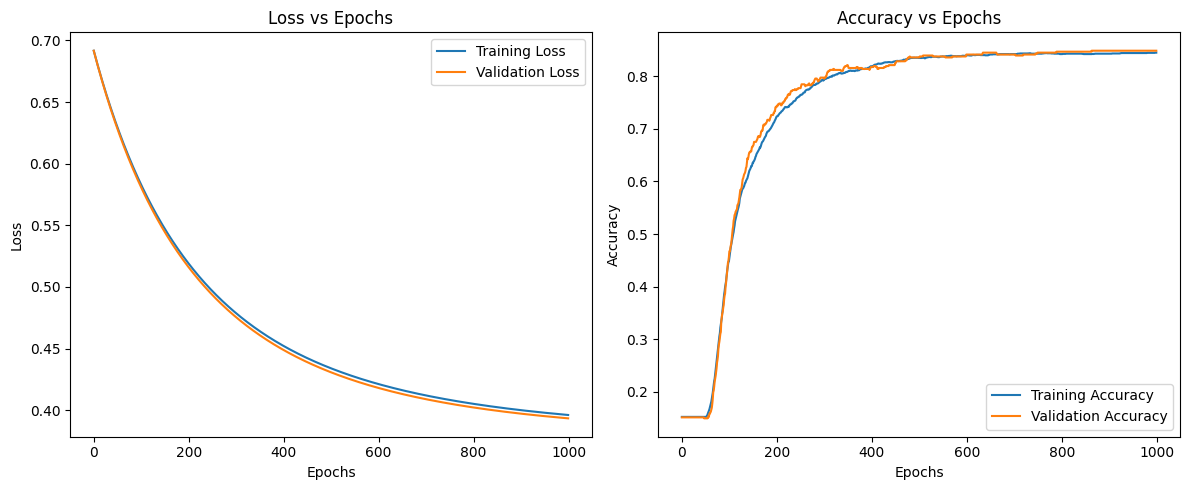 Loss vs Epochs
0.70
0.65
0.60
0.55
0.50
0.45
0.40
Loss
0
200
400
600
800
1000
Epochs
Training Loss
Validation Loss
Accuracy vs Epochs
0.8
0.7
0.6
0.5
0.4
0.3
0.2
Accuracy
0
200
400
600
800
1000
Epochs
Training Accuracy
Validation Accuracy